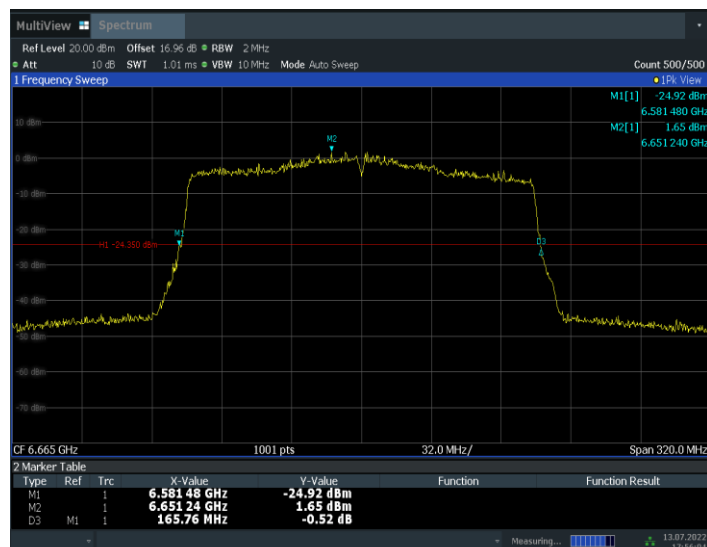 MultiView Spectrum
Ref Level 20.00 dBm Offset 16.96 dB RBW 2 MHz
Att 10 dB SWT 1.01 ms VBW 10 MHz Mode Auto Sweep Count 500/500
1 Frequency Sweep 1Pk View
M1[1] -24.92 dBm
6.581 480 GHz
10 dBm
M2[1] 1.65 dBm
M2
6.651 240 GHz
0 dBm
-10 dBm
-20 dBm
M1
H1 -24.350 dBm
D3
-30 dBm
-40 dBm
-50 dBm
-60 dBm
-70 dBm
CF 6.665 GHz 1001 pts 32.0 MHz/ Span 320.0 MHz
2 Marker Table
Type Ref Trc X-Value Y-Value Function Function Result
M1 1 6.581 48 GHz -24.92 dBm
M2 1 6.651 24 GHz 1.65 dBm
D3 M1 1 165.76 MHz -0.52 dB
Measuring... 13.07.2022